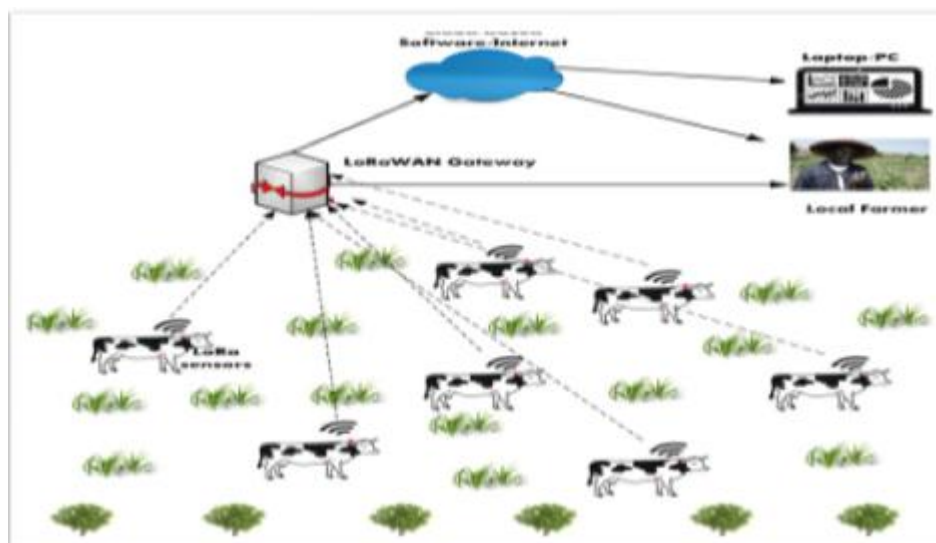 Software-Internet
Laptop-PC
LoRaWAN Gateway
Local Farmer
LoRa
sensors